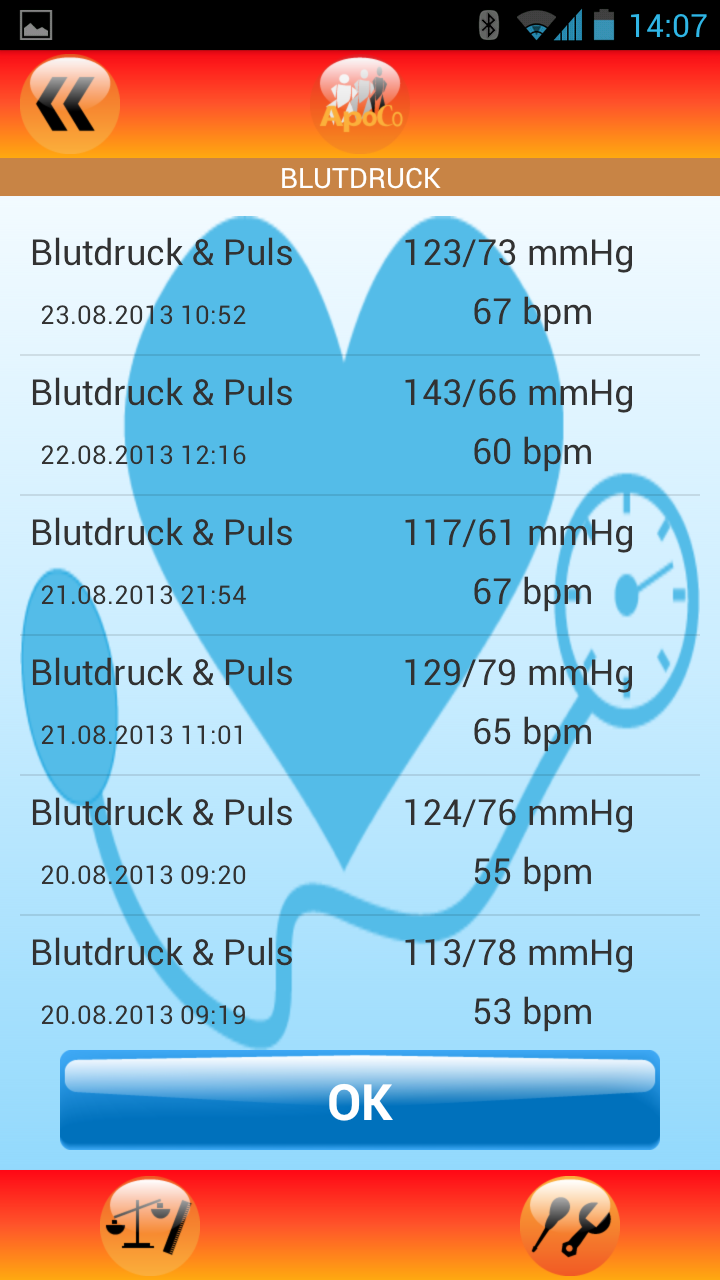 14:07
ApoCo
BLUTDRUCK
Blutdruck & Puls 123/73 mmHg
23.08.2013 10:52 67 bpm
Blutdruck & Puls 143/66 mmHg
22.08.2013 12:16 60 bpm
Blutdruck & Puls 117/61 mmHg
21.08.2013 21:54 67 bpm
Blutdruck & Puls 129/79 mmHg
21.08.2013 11:01 65 bpm
Blutdruck & Puls 124/76 mmHg
20.08.2013 09:20 55 bpm
Blutdruck & Puls 113/78 mmHg
20.08.2013 09:19 53 bpm
OK